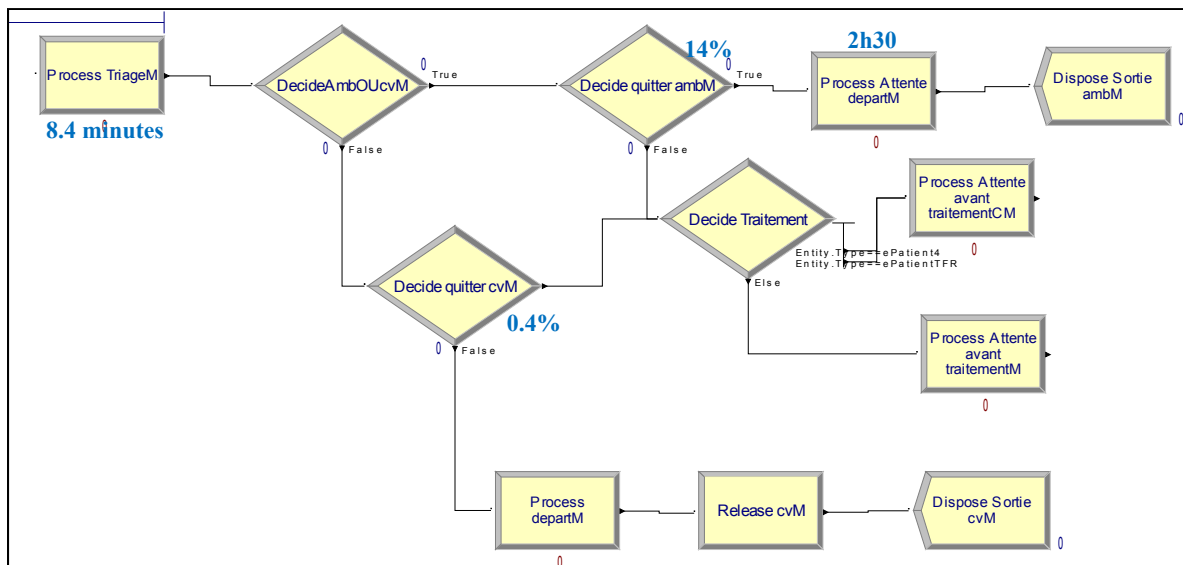 Process TriageM
8.4 minutes
0
DecideAmbOUcvM
0
True
0
False
Decide quitter ambM
14%
0
True
0
False
2h30
Process Attente
departM
0
Dispose Sortie
ambM
0
Decide Traitement
Entity.Type==ePatient4
Entity.Type==ePatientTFR
Else
Process Attente
avant
traitementCM
0
Decide quitter cvM
0.4%
0
False
Process Attente
avant
traitementM
0
Process
departM
0
Release cvM
Dispose Sortie
cvM
0